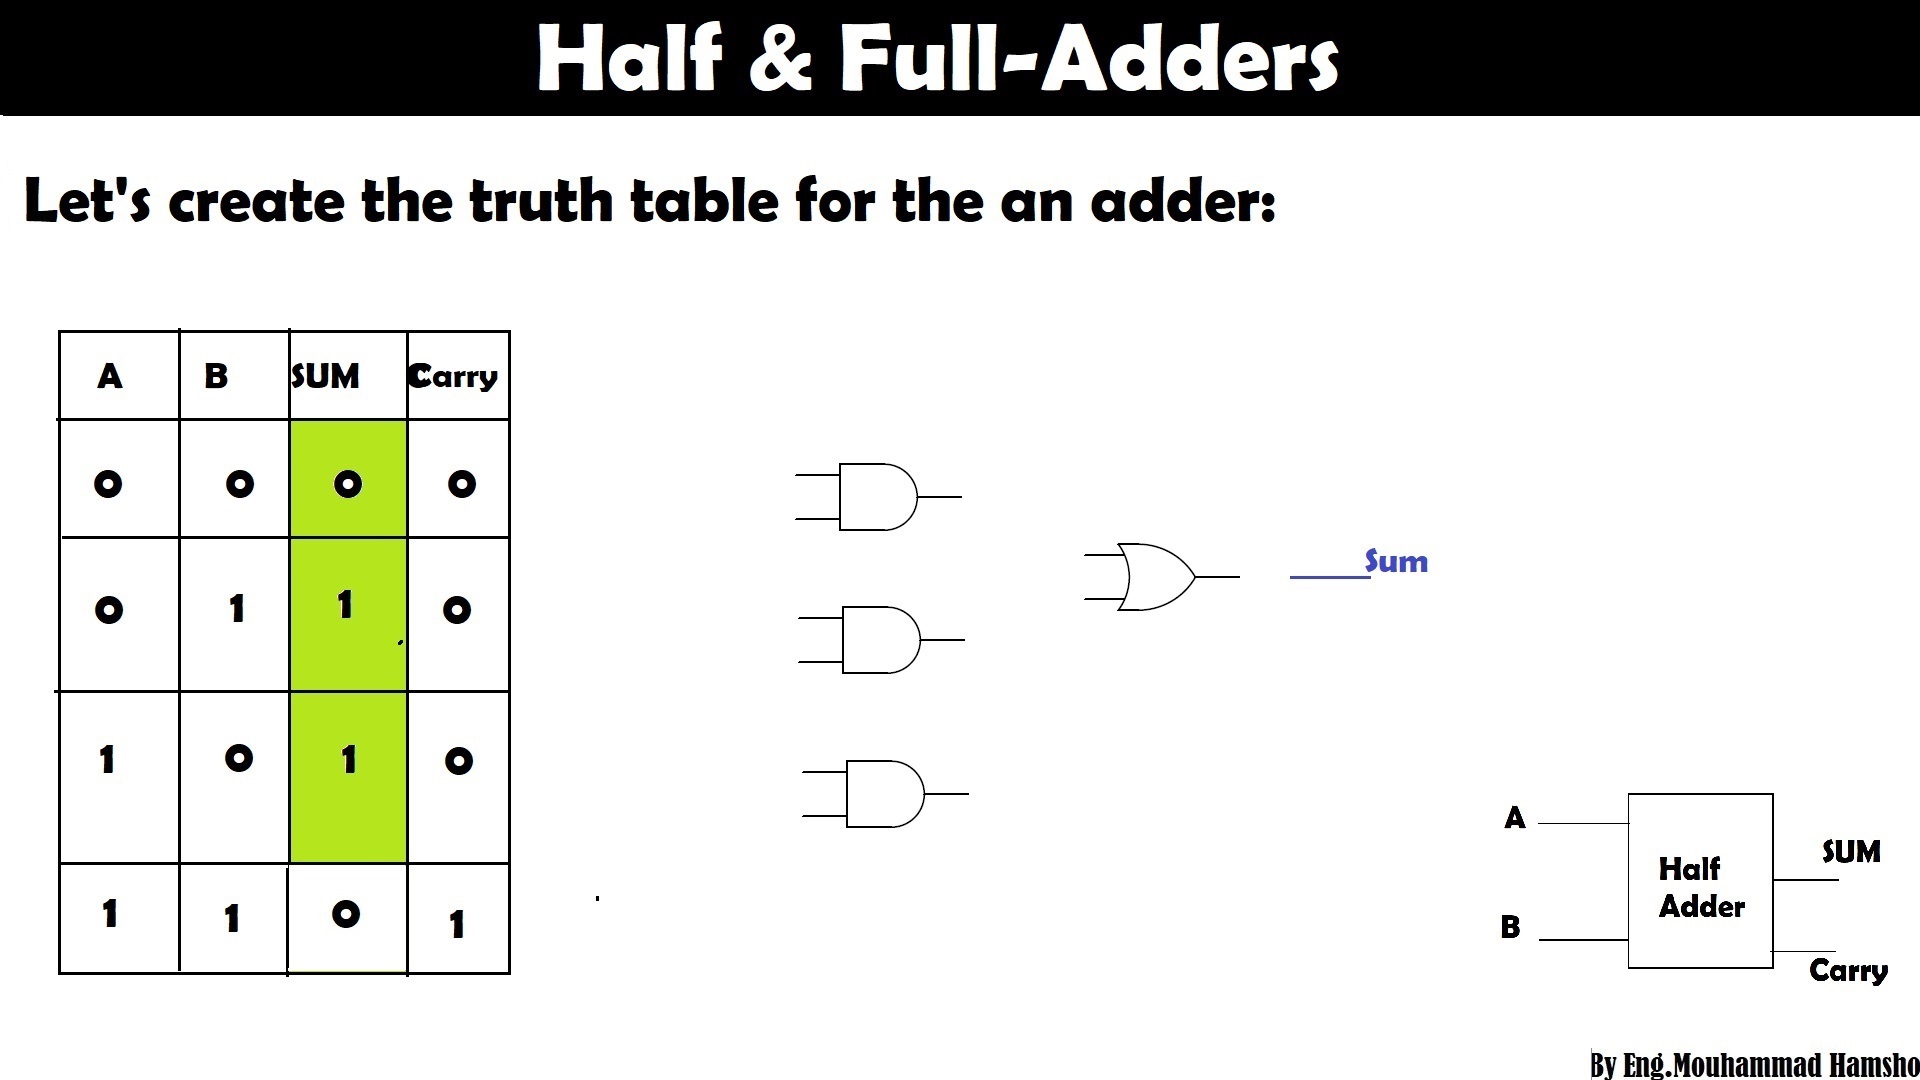 Half & Full-Adders
Let's create the truth table for the an adder:
A B SUM Carry
0 0 0 0
0 1 1 0
1 0 1 0
1 1 0 1
Sum
A
Half
Adder
SUM
B
Carry
By Eng.Mouhammad Hamsho